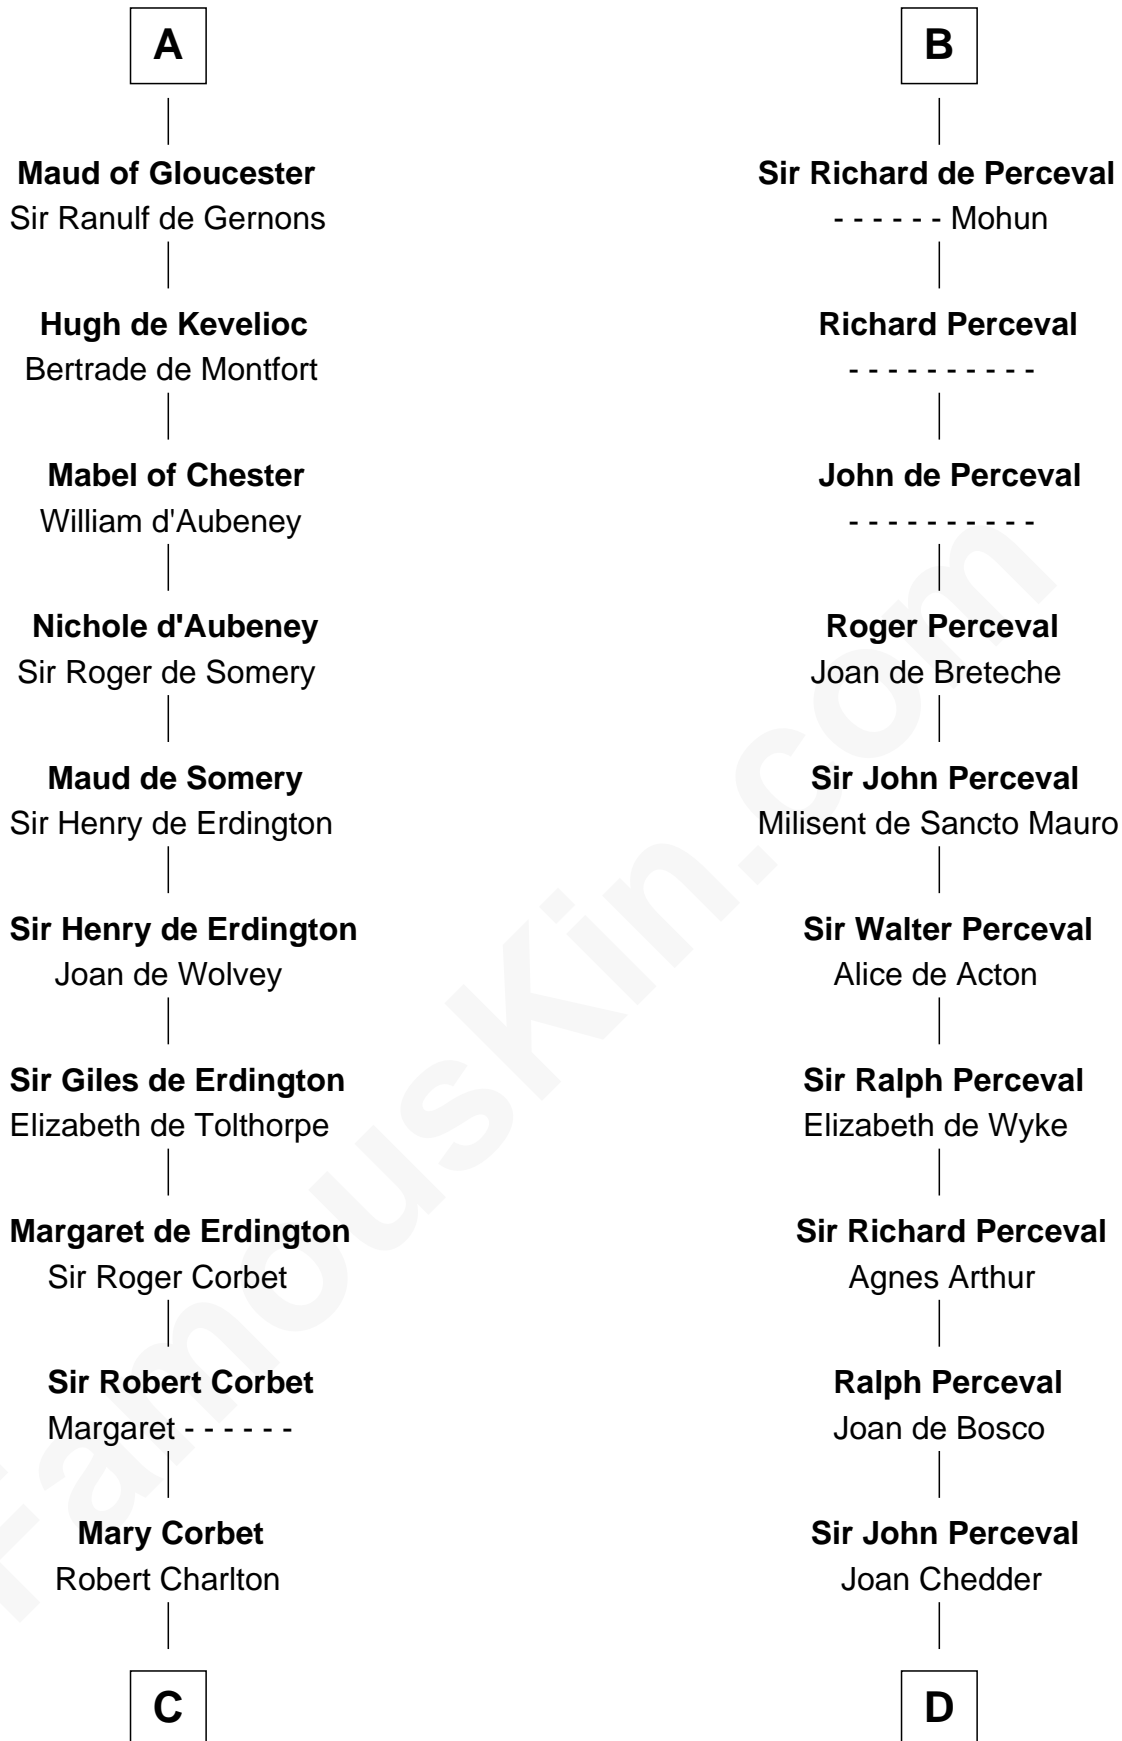 A
Maud of Gloucester
Sir Ranulf de Gernons
Hugh de Kevelioc
Bertrade de Montfort
Mabel of Chester
William d'Aubeney
Nichole d'Aubeney
Sir Roger de Somery
Maud de Somery
Sir Henry de Erdington
Sir Henry de Erdington
Joan de Wolvey
Sir Giles de Erdington
Elizabeth de Tolthorpe
Margaret de Erdington
Sir Roger Corbet
Sir Robert Corbet
Margaret - - - - - -
Mary Corbet
Robert Charlton
C
B
Sir Richard de Perceval
- - - - - - Mohun
Richard Perceval
- - - - - - - - - -
John de Perceval
- - - - - - - - - -
Roger Perceval
Joan de Breteche
Sir John Perceval
Milisent de Sancto Mauro
Sir Walter Perceval
Alice de Acton
Sir Ralph Perceval
Elizabeth de Wyke
Sir Richard Perceval
Agnes Arthur
Ralph Perceval
Joan de Bosco
Sir John Perceval
Joan Chedder
D
FamousKin.com